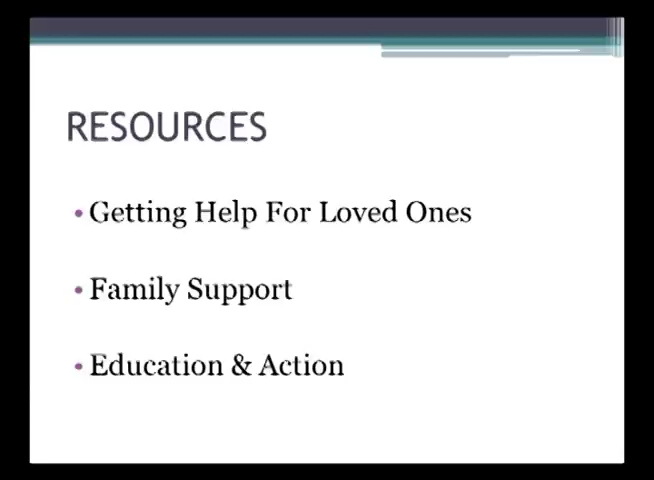 RESOURCES
• Getting Help For Loved Ones
• Family Support
• Education & Action